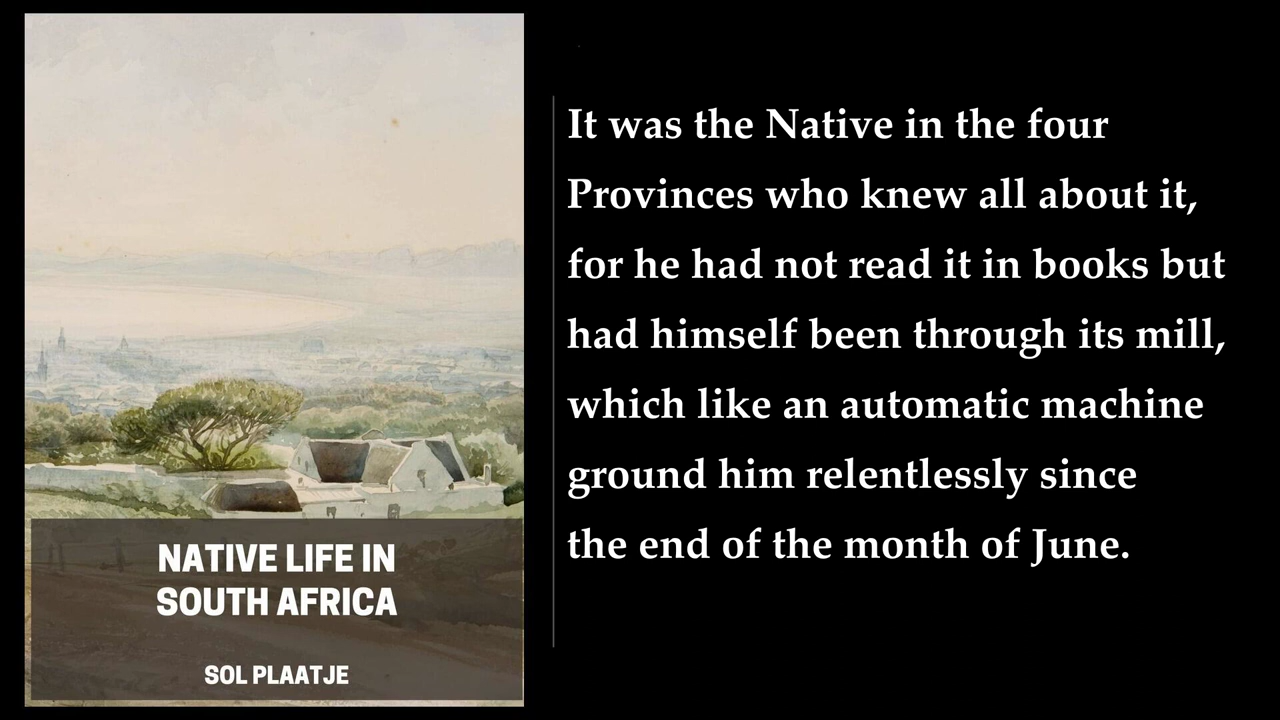 NATIVE LIFE IN
SOUTH AFRICA
SOL PLAATJE
It was the Native in the four
Provinces who knew all about it,
for he had not read it in books but
had himself been through its mill,
which like an automatic machine
ground him relentlessly since
the end of the month of June.